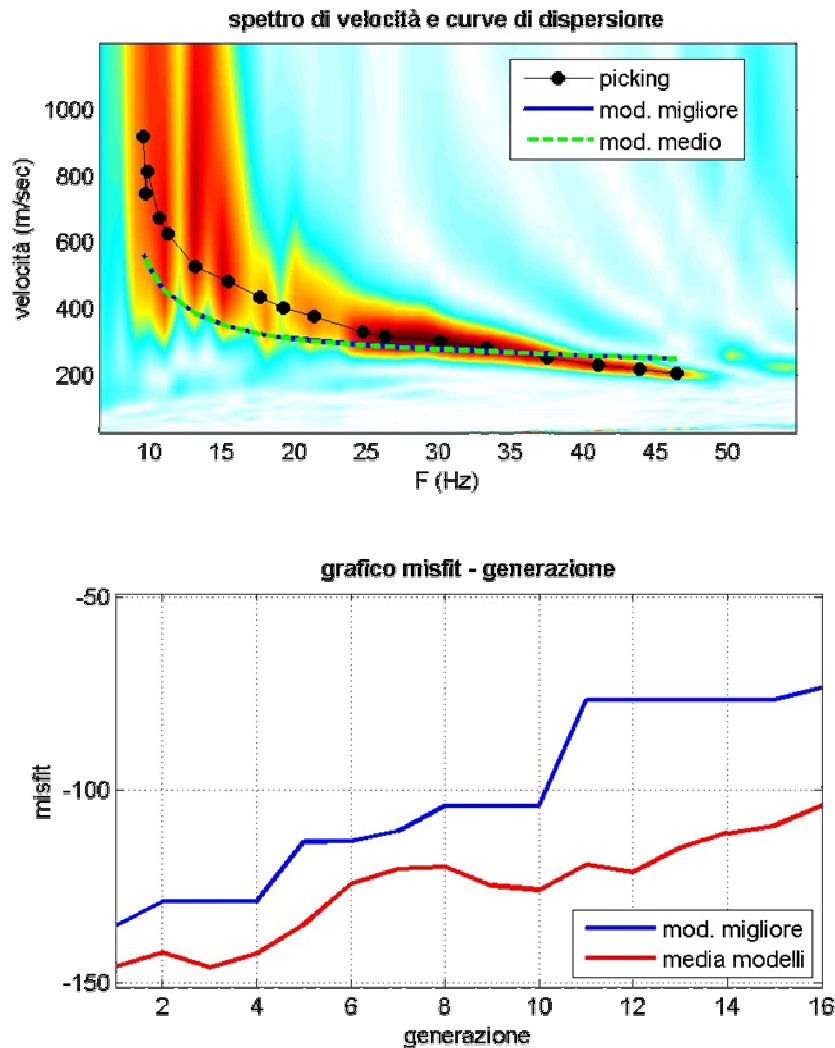 spettro di velocità e curve di dispersione
velocità (m/sec)
1000
800
600
400
200
picking
mod. migliore
mod. medio
10 15 20 25 30 35 40 45 50
F (Hz)
grafico misfit - generazione
misfit
-50
-100
-150
mod. migliore
media modelli
2 4 6 8 10 12 14 16
generazione